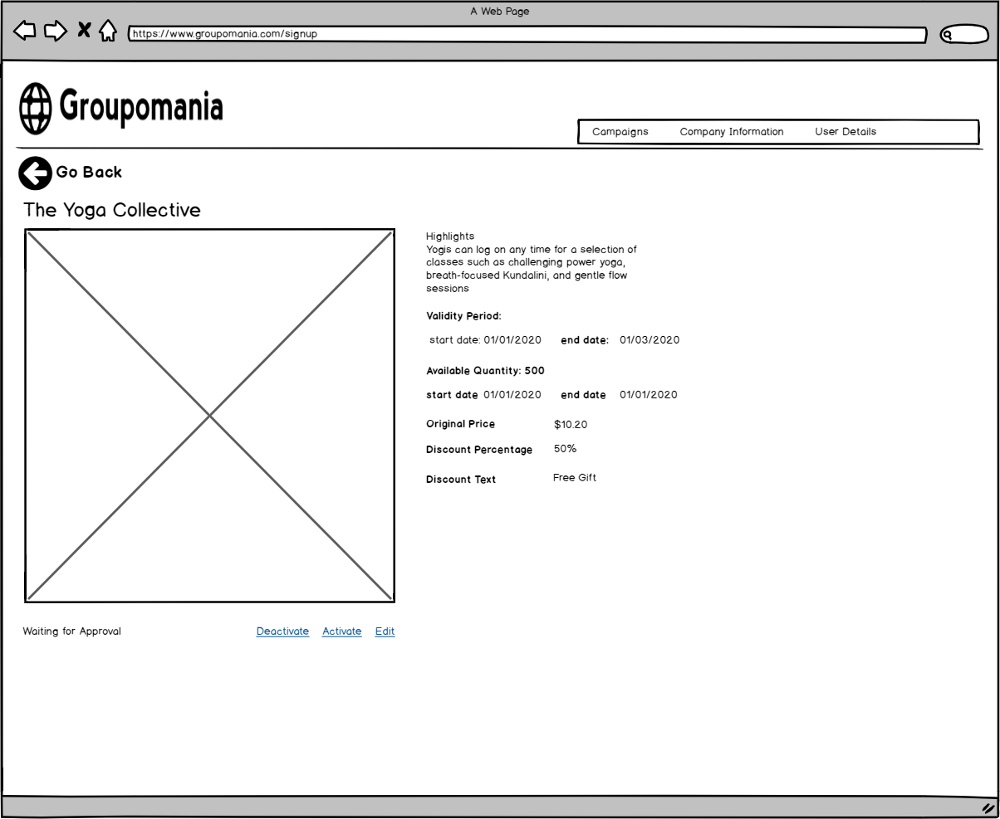 A Web Page
https://www.groupomania.com/signup
Groupomania
Campaigns Company Information User Details
Go Back
The Yoga Collective
Highlights
Yogis can log on any time for a selection of
classes such as challenging power yoga,
breath-focused Kundalini, and gentle flow
sessions
Validity Period:
start date: 01/01/2020 end date: 01/03/2020
Available Quantity: 500
start date 01/01/2020 end date 01/01/2020
Original Price $10.20
Discount Percentage 50%
Discount Text Free Gift
Waiting for Approval Deactivate Activate Edit